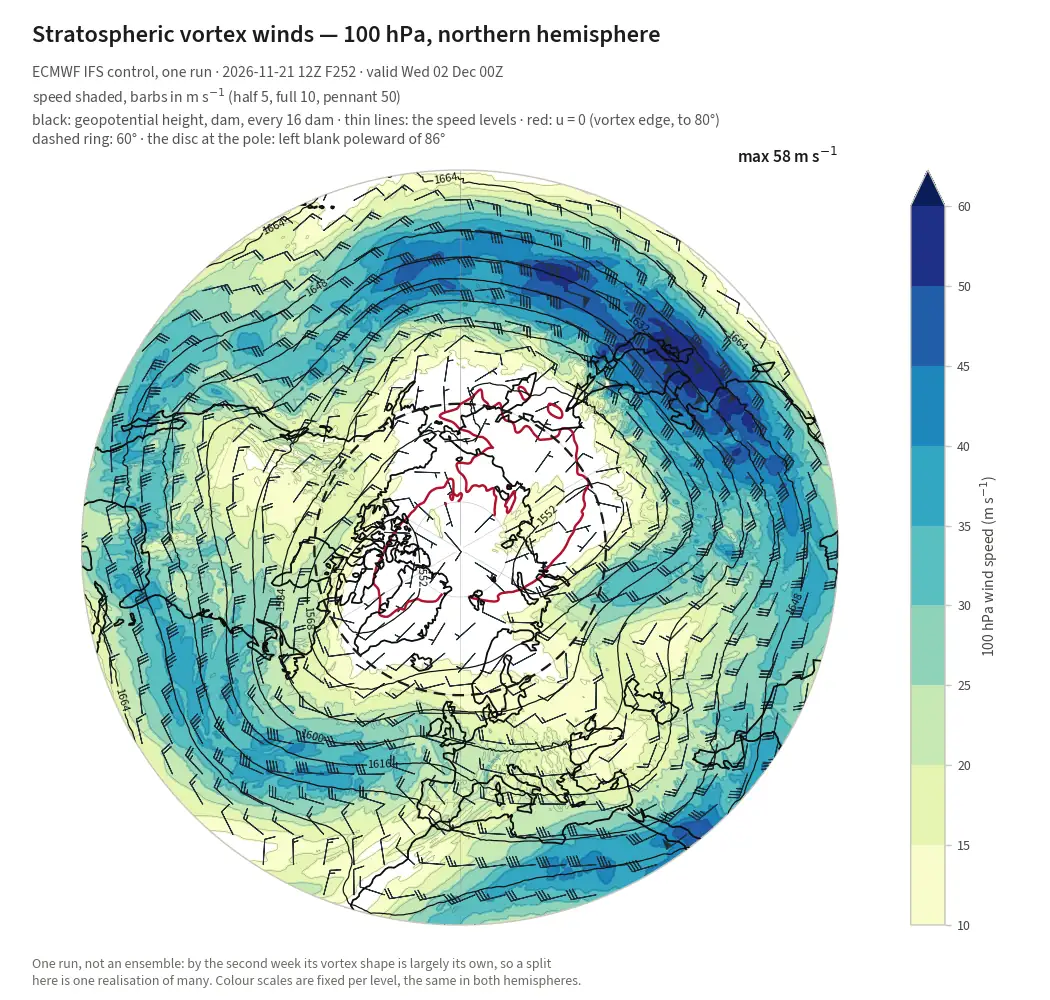 Stratospheric vortex winds — 100 hPa, northern hemisphere
ECMWF IFS control, one run · 2026-11-21 12Z F252 · valid Wed 02 Dec 00Z
speed shaded, barbs in m s⁻¹ (half 5, full 10, pennant 50)
black: geopotential height, dam, every 16 dam · thin lines: the speed levels · red: u = 0 (vortex edge, to 80°)
dashed ring: 60° · the disc at the pole: left blank poleward of 86°
max 58 m s⁻¹
1664
1664
1648
1632
1664
1552
1552
1584
1568
1664
1600
1616
60
50
45
40
35
30
25
20
15
10
100 hPa wind speed (m s⁻¹)
One run, not an ensemble: by the second week its vortex shape is largely its own, so a split
here is one realisation of many. Colour scales are fixed per level, the same in both hemispheres.